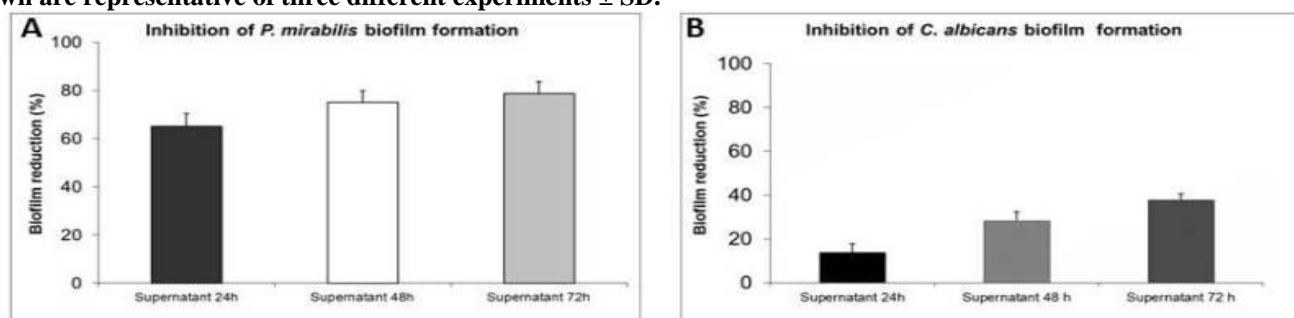 are representative of three different experiments ± SD.
A
Inhibition of P. mirabilis biofilm formation
Biofilm reduction (%)
100
80
60
40
20
0
Supernatant 24h
Supernatant 48h
Supernatant 72h
B
Inhibition of C. albicans biofilm formation
Biofilm reduction (%)
100
80
60
40
20
0
Supernatant 24h
Supernatant 48 h
Supernatant 72 h